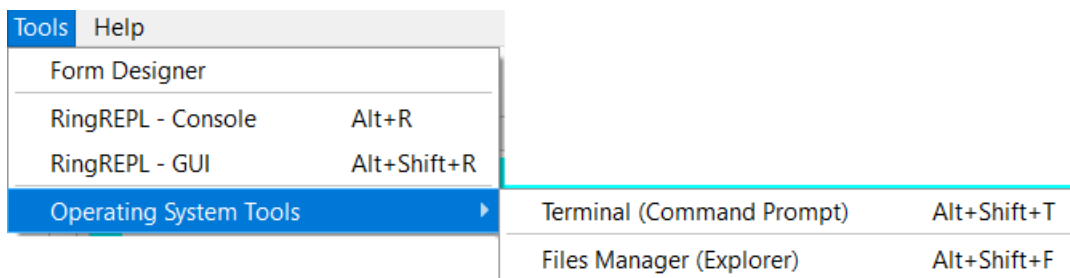 Tools Help
Form Designer
RingREPL - Console Alt+R
RingREPL - GUI Alt+Shift+R
Operating System Tools
Terminal (Command Prompt) Alt+Shift+T
Files Manager (Explorer) Alt+Shift+F